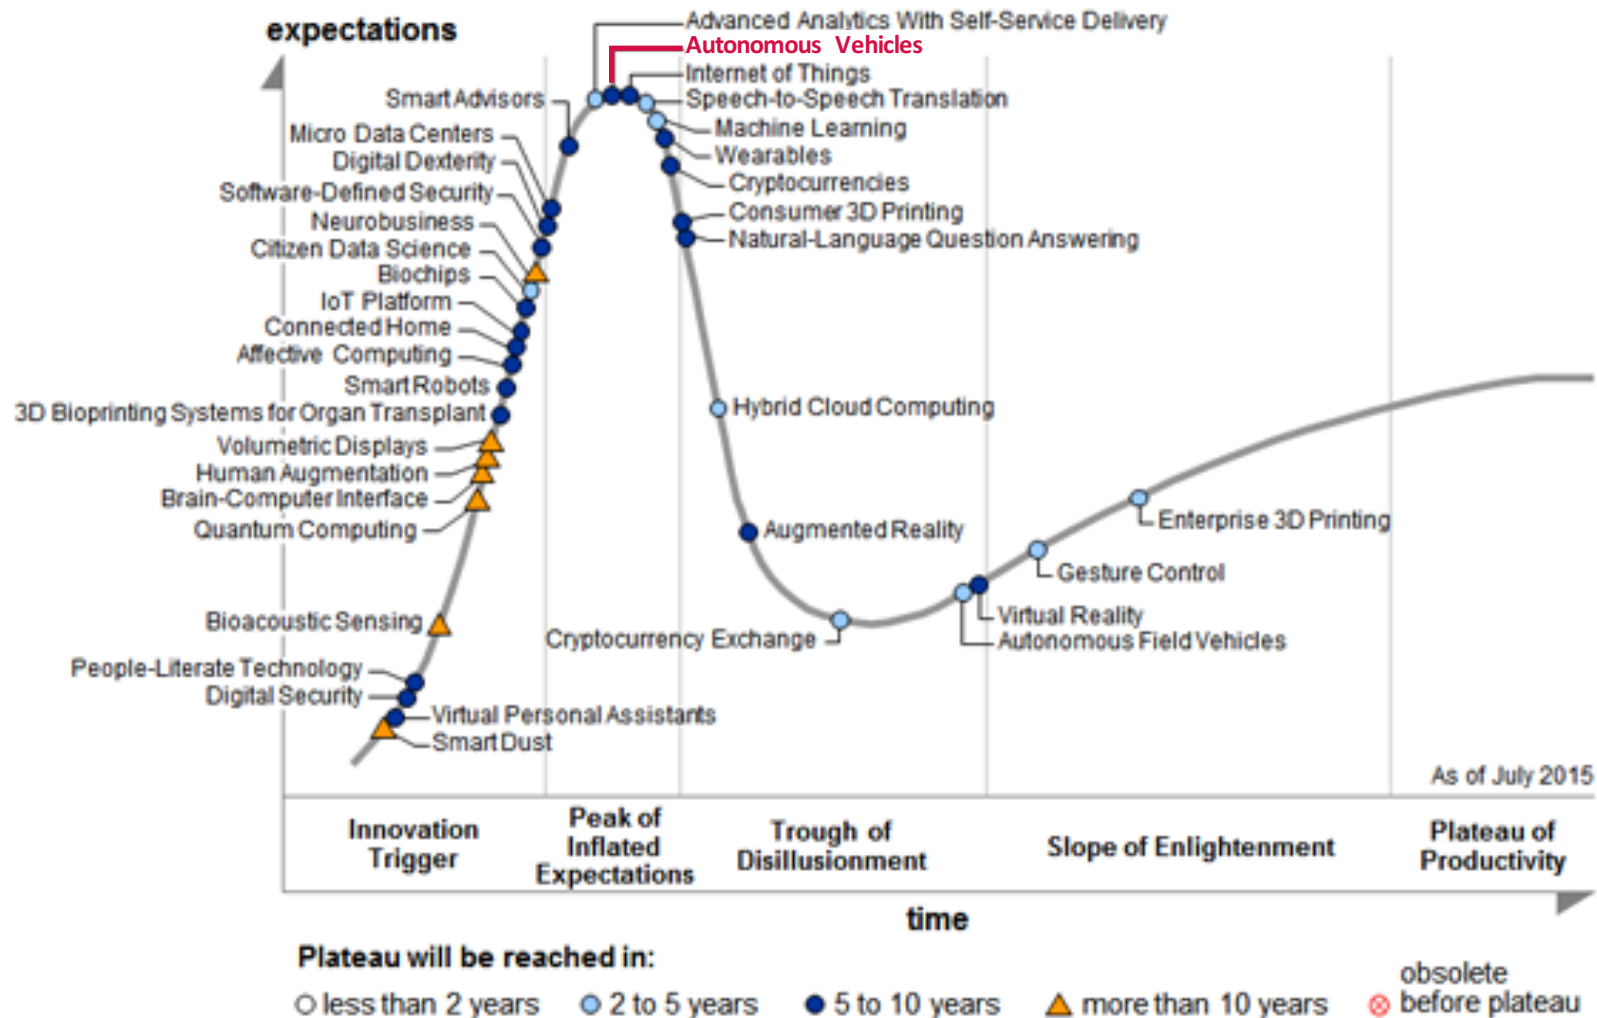 expectations
Advanced Analytics With Self-Service Delivery
Autonomous Vehicles
Internet of Things
Smart Advisors
Speech-to-Speech Translation
Micro Data Centers
Machine Learning
Digital Dexterity
Wearables
Software-Defined Security
Cryptocurrencies
Neurobusiness
Consumer 3D Printing
Citizen Data Science
Natural-Language Question Answering
Biochips
IoT Platform
Connected Home
Affective Computing
Smart Robots
3D Bioprinting Systems for Organ Transplant
Hybrid Cloud Computing
Volumetric Displays
Human Augmentation
Brain-Computer Interface
Quantum Computing
Augmented Reality
Enterprise 3D Printing
Gesture Control
Bioacoustic Sensing
Virtual Reality
Cryptocurrency Exchange
Autonomous Field Vehicles
People-Literate Technology
Digital Security
Virtual Personal Assistants
Smart Dust
As of July 2015
Innovation
Trigger
Peak of
Inflated
Expectations
Trough of
Disillusionment
Slope of Enlightenment
Plateau of
Productivity
time
Plateau will be reached in:
less than 2 years
2 to 5 years
5 to 10 years
more than 10 years
obsolete
before plateau